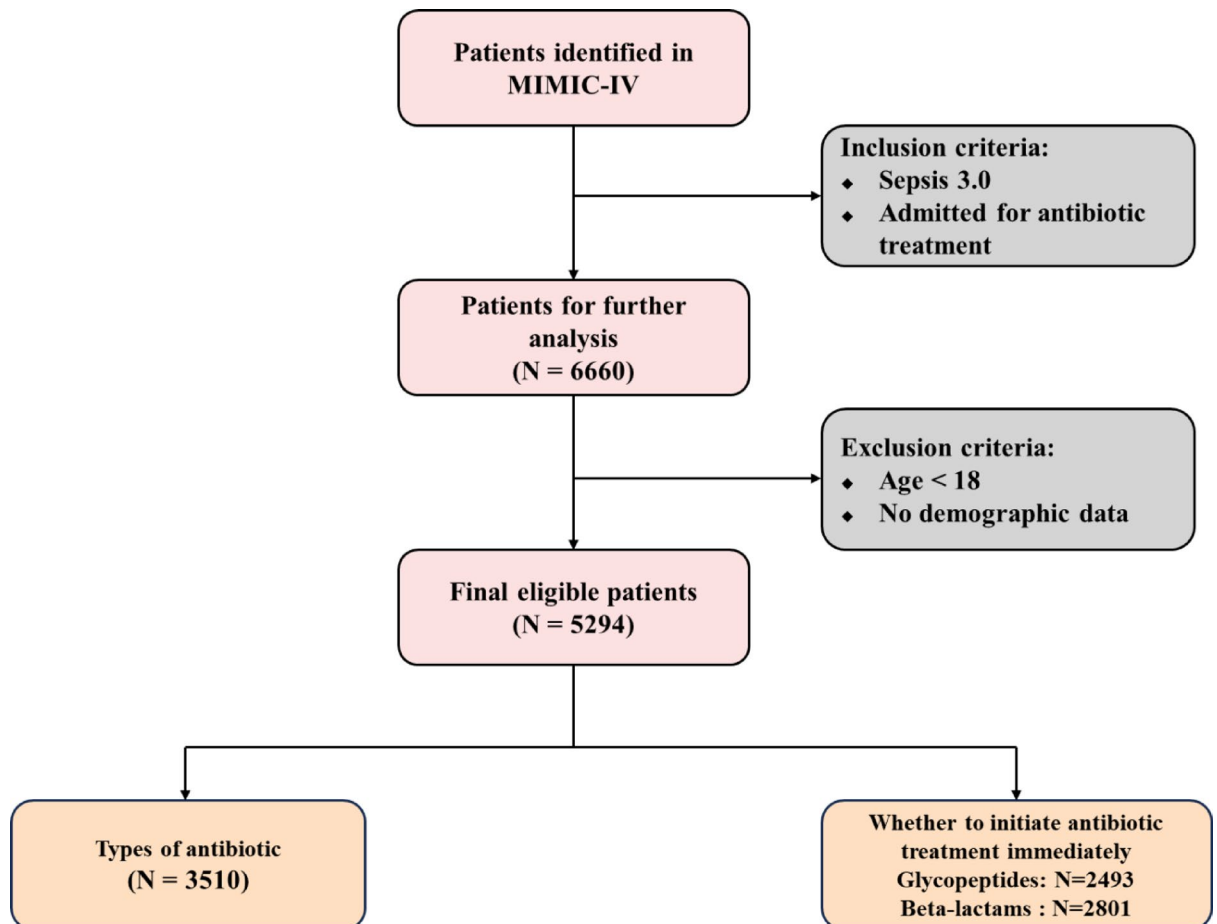 Patients identified in
MIMIC-IV
Inclusion criteria:
◆ Sepsis 3.0
◆ Admitted for antibiotic
treatment
Patients for further
analysis
(N = 6660)
Exclusion criteria:
◆ Age < 18
◆ No demographic data
Final eligible patients
(N = 5294)
Types of antibiotic
(N = 3510)
Whether to initiate antibiotic
treatment immediately
Glycopeptides: N=2493
Beta-lactams : N=2801